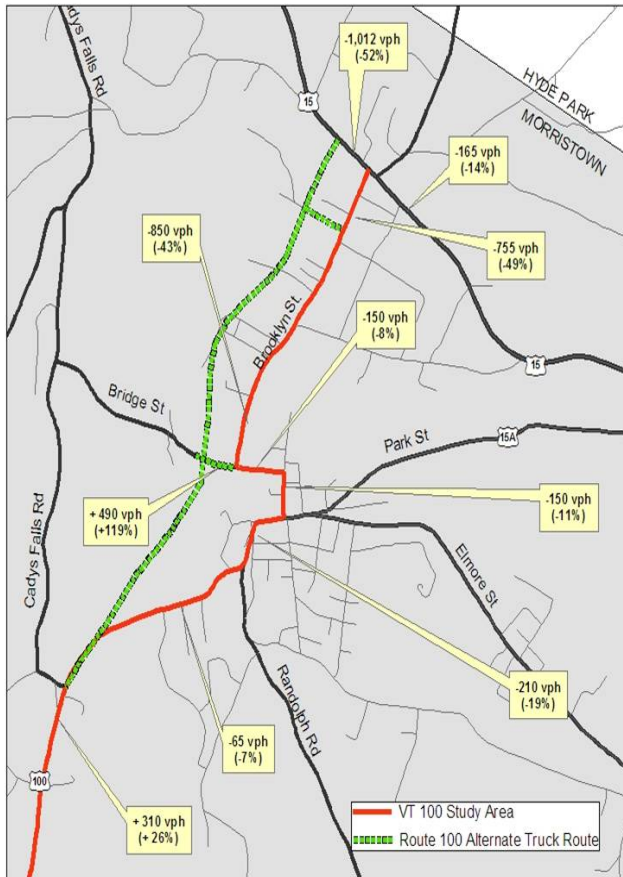 Cadys Falls Rd
-1,012 vph
(-52%)
HYDE PARK
MORRISTOWN
15
-165 vph
(-14%)
-850 vph
(-43%)
-755 vph
(-49%)
Brooklyn St.
-150 vph
(-8%)
15
Bridge St
Park St
15A
+ 490 vph
(+119%)
-150 vph
(-11%)
Cadys Falls Rd
Elmore St
-210 vph
(-19%)
Randolph Rd
-65 vph
(-7%)
100
+ 310 vph
(+ 26%)
VT 100 Study Area
Route 100 Alternate Truck Route